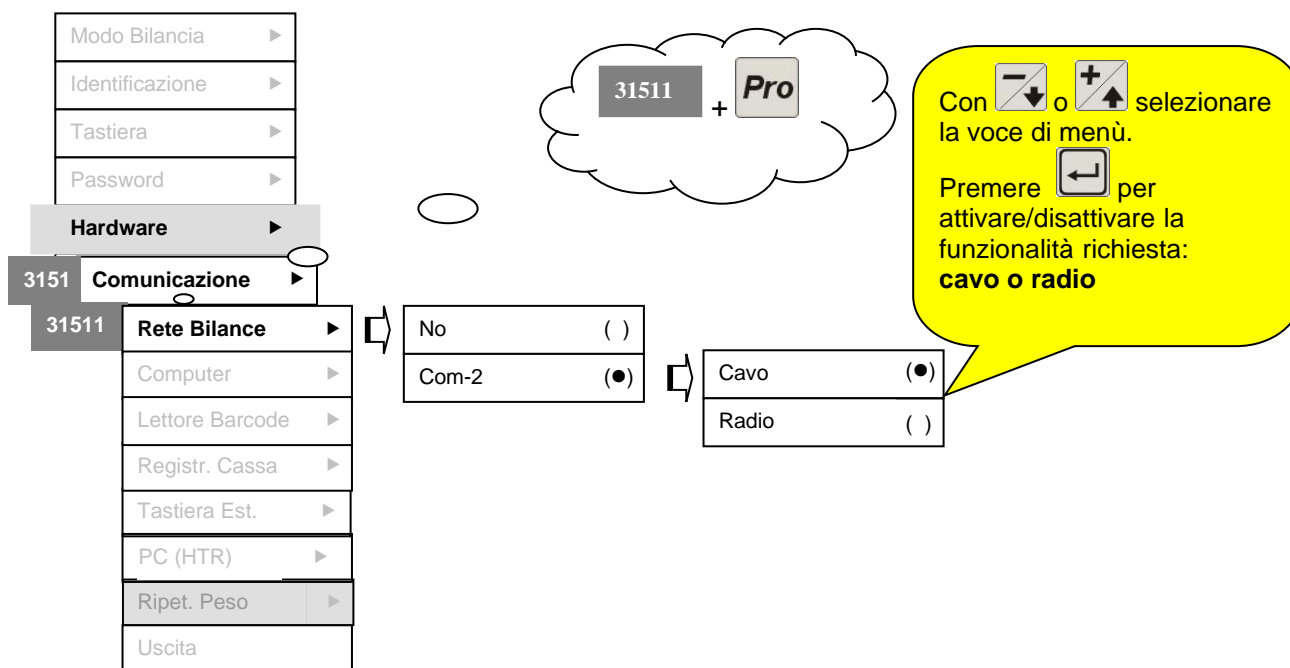 Modo Bilancia ▶
Identificazione ▶
Tastiera ▶
Password ▶
Hardware ▶
3151 Comunicazione ▶
31511 Rete Bilance ▶
Computer ▶
Lettore Barcode ▶
Registr. Cassa ▶
Tastiera Est. ▶
PC (HTR) ▶
Ripet. Peso ▶
Uscita
No ( )
Com-2 (●)
Cavo (●)
Radio ( )
31511 + Pro
Con −/↓ o +/↑ selezionare
la voce di menù.
Premere ↵ per
attivare/disattivare la
funzionalità richiesta:
cavo o radio